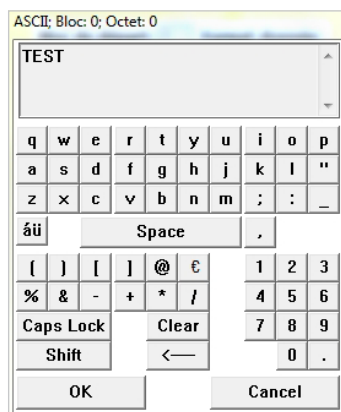 ASCII; Bloc: 0; Octet: 0
TEST
q w e r t y u i o p
a s d f g h j k l "
z x c v b n m ; : _
áü Space ,
( ) [ ] @ € 1 2 3
% & - + * / 4 5 6
Caps Lock Clear 7 8 9
Shift <— 0 .
OK Cancel